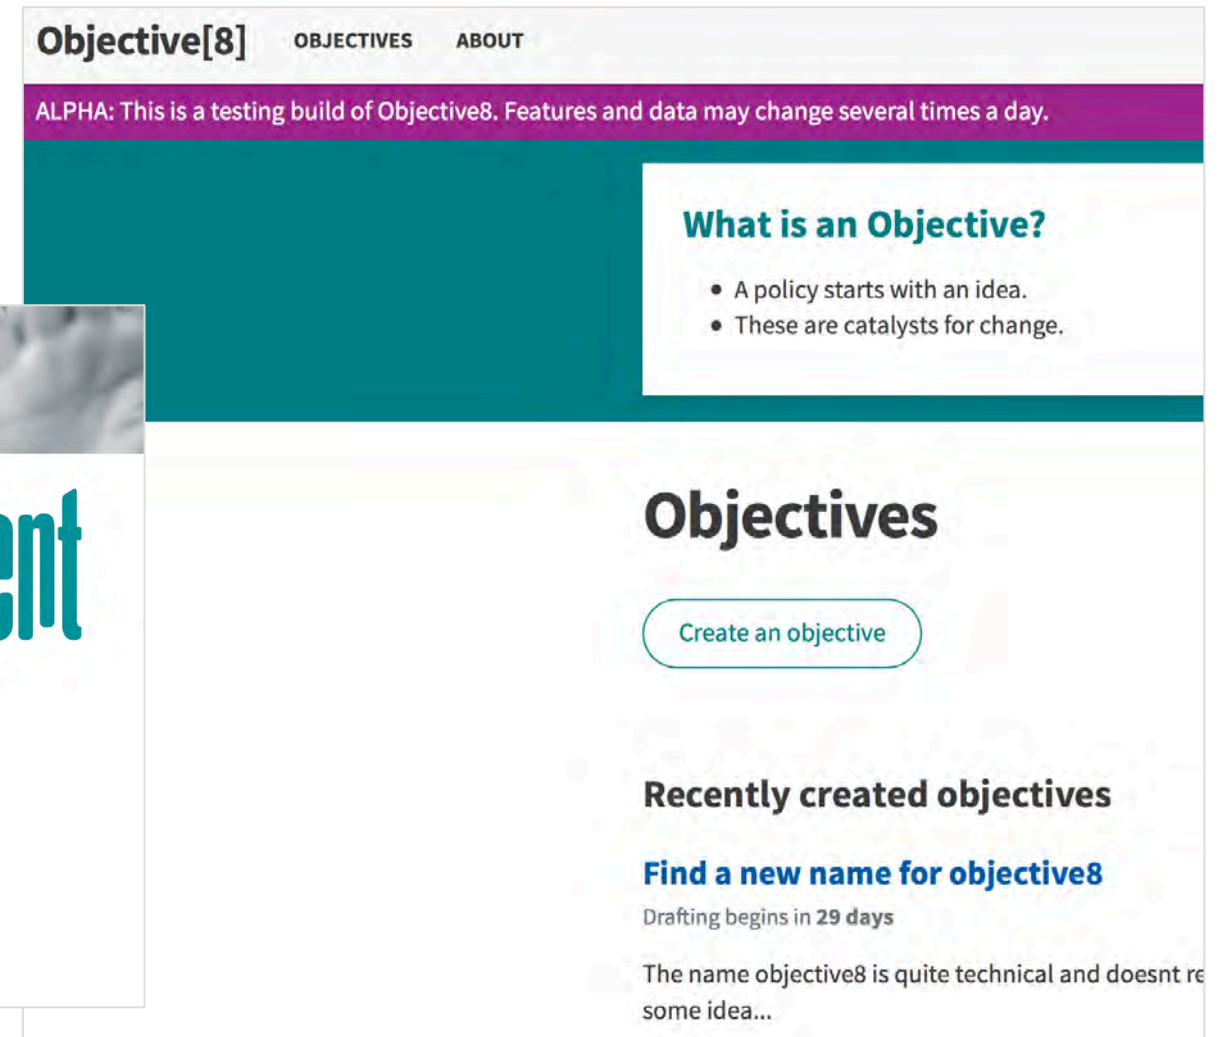 Objective[8] OBJECTIVES ABOUT
ALPHA: This is a testing build of Objective8. Features and data may change several times a day.
What is an Objective?
• A policy starts with an idea.
• These are catalysts for change.
ent
Objectives
Create an objective
Recently created objectives
Find a new name for objective8
Drafting begins in 29 days
The name objective8 is quite technical and doesnt re
some idea...